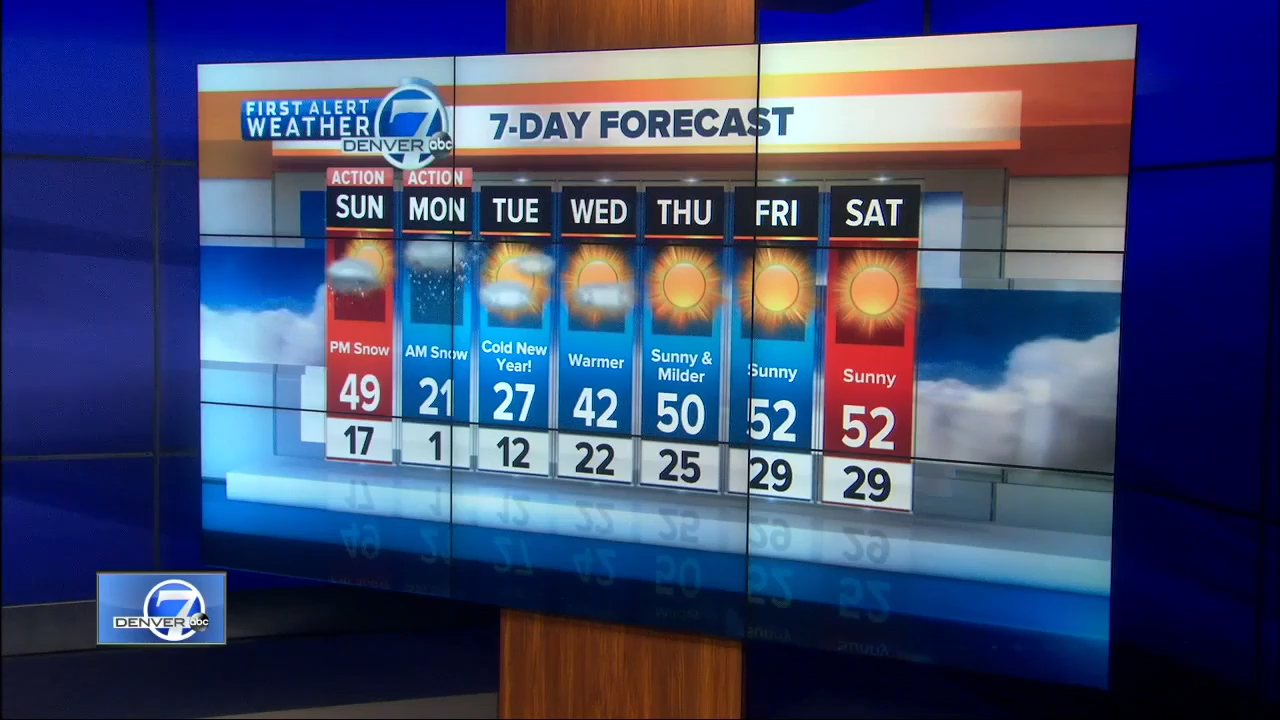 FIRST ALERT
WEATHER
7
DENVER abc
7-DAY FORECAST
ACTION ACTION
SUN MON TUE WED THU FRI SAT
PM Snow AM Snow Cold New Year! Warmer Sunny & Milder Sunny Sunny
49 21 27 42 50 52 52
17 1 12 22 25 29 29
7
DENVER abc